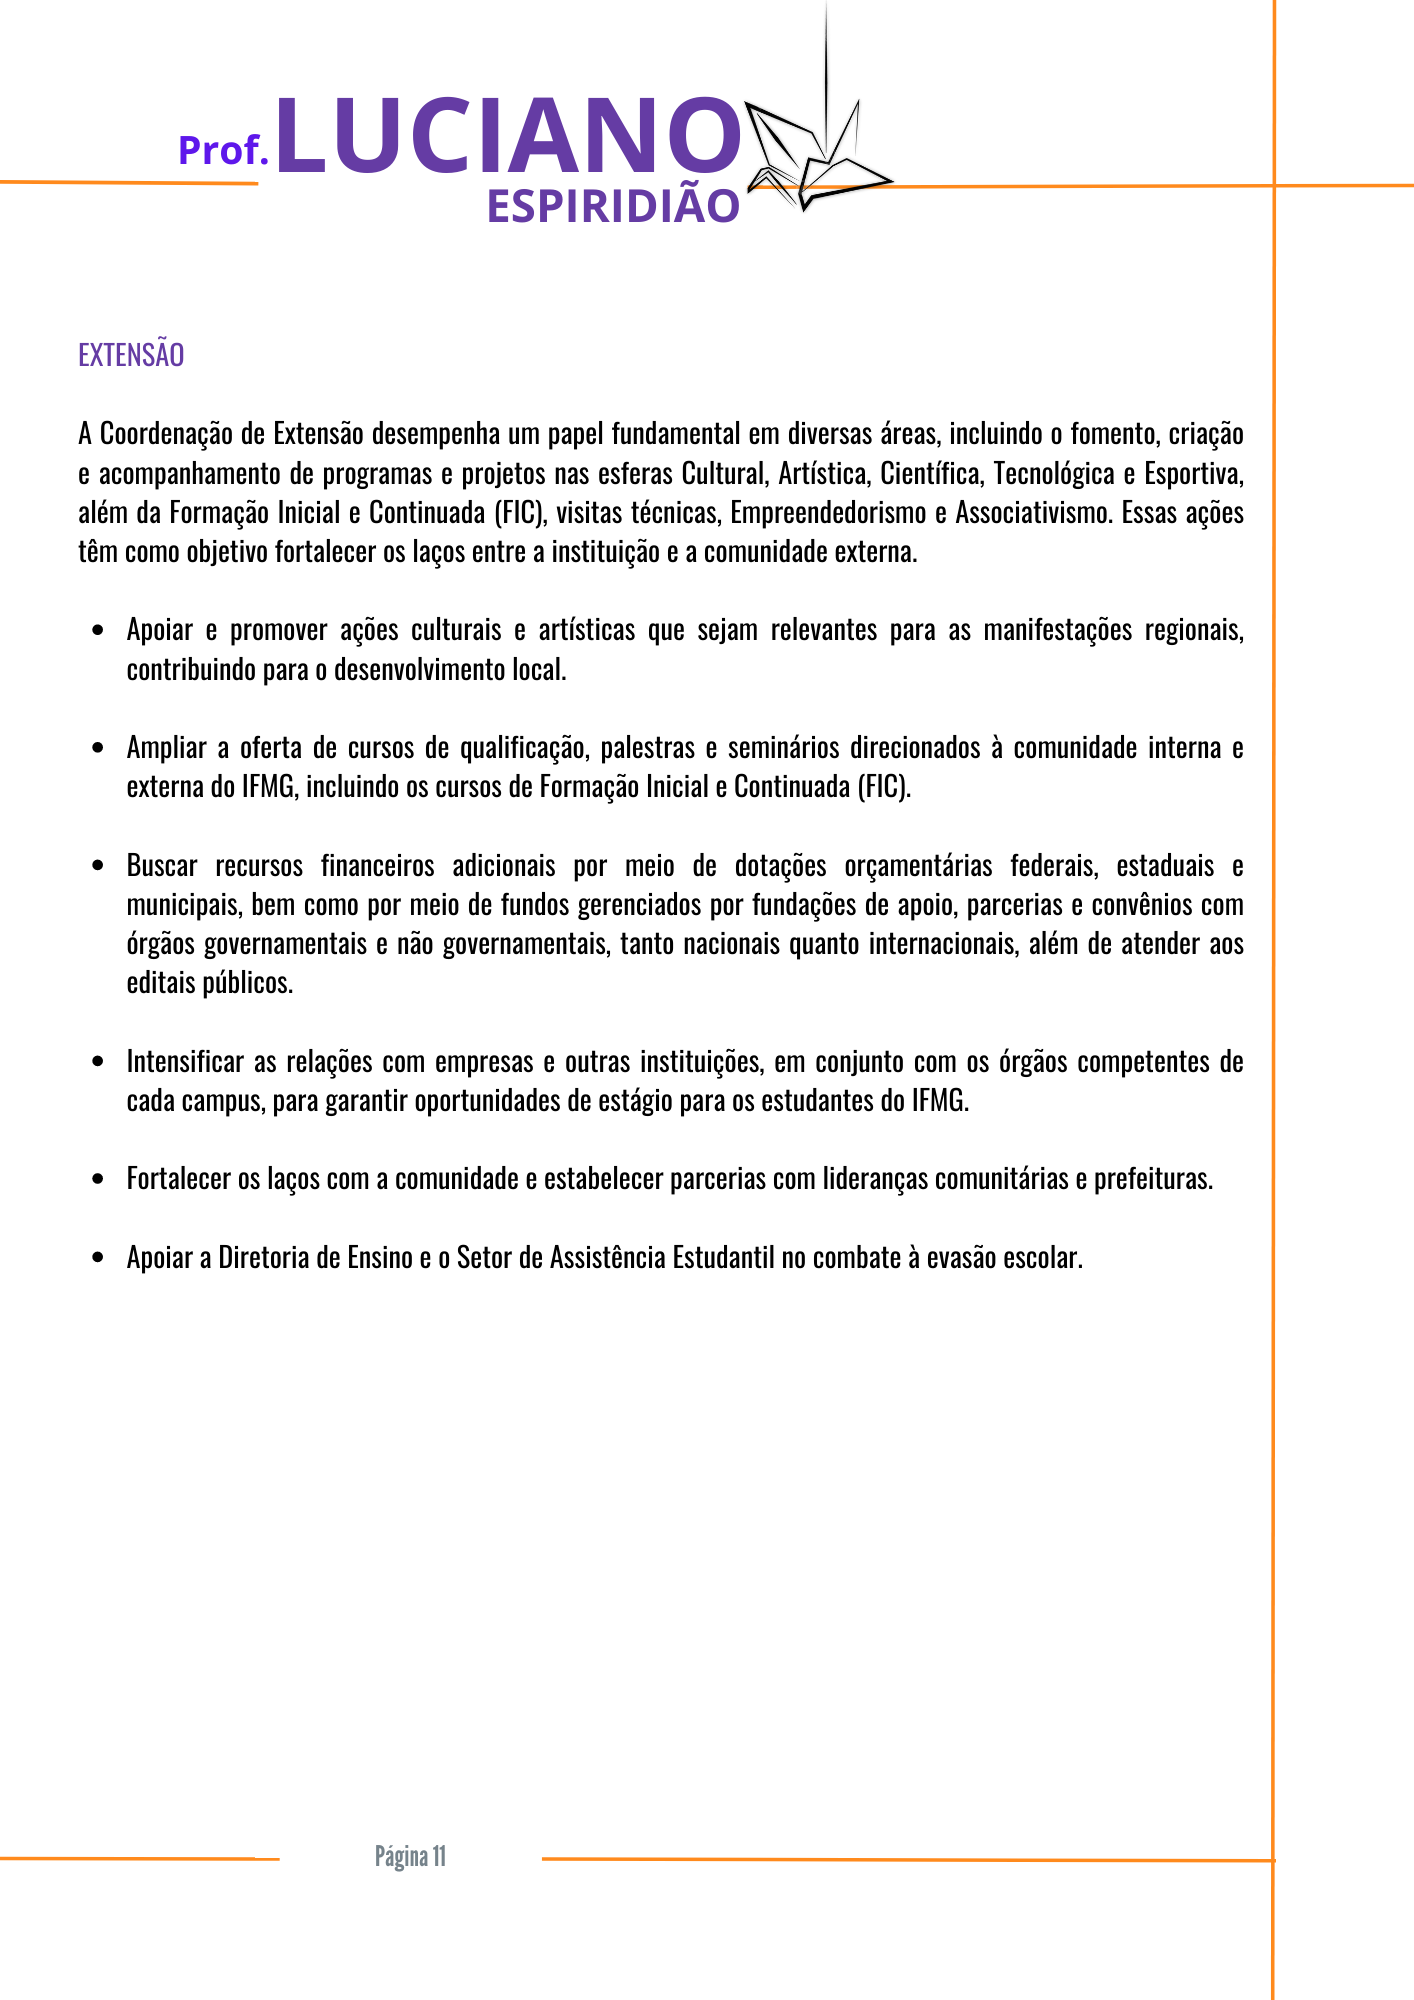 Prof. LUCIANO
ESPIRIDIÃO
EXTENSÃO
A Coordenação de Extensão desempenha um papel fundamental em diversas áreas, incluindo o fomento, criação
e acompanhamento de programas e projetos nas esferas Cultural, Artística, Científica, Tecnológica e Esportiva,
além da Formação Inicial e Continuada (FIC), visitas técnicas, Empreendedorismo e Associativismo. Essas ações
têm como objetivo fortalecer os laços entre a instituição e a comunidade externa.
• Apoiar e promover ações culturais e artísticas que sejam relevantes para as manifestações regionais,
contribuindo para o desenvolvimento local.
• Ampliar a oferta de cursos de qualificação, palestras e seminários direcionados à comunidade interna e
externa do IFMG, incluindo os cursos de Formação Inicial e Continuada (FIC).
• Buscar recursos financeiros adicionais por meio de dotações orçamentárias federais, estaduais e
municipais, bem como por meio de fundos gerenciados por fundações de apoio, parcerias e convênios com
órgãos governamentais e não governamentais, tanto nacionais quanto internacionais, além de atender aos
editais públicos.
• Intensificar as relações com empresas e outras instituições, em conjunto com os órgãos competentes de
cada campus, para garantir oportunidades de estágio para os estudantes do IFMG.
• Fortalecer os laços com a comunidade e estabelecer parcerias com lideranças comunitárias e prefeituras.
• Apoiar a Diretoria de Ensino e o Setor de Assistência Estudantil no combate à evasão escolar.
Página 11